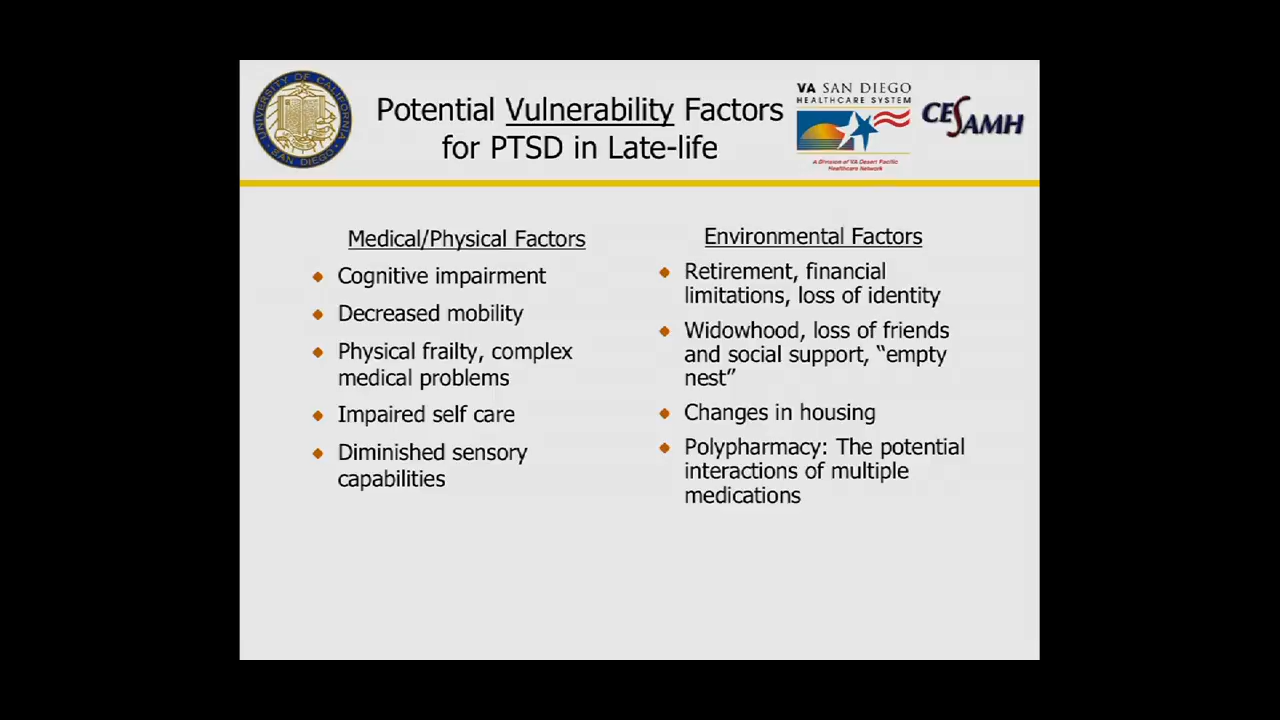 Potential Vulnerability Factors
for PTSD in Late-life
UNIVERSITY OF CALIFORNIA
SAN DIEGO
VA SAN DIEGO
HEALTHCARE SYSTEM
A Division of VA Desert Pacific
Healthcare Network
CESAMH
Medical/Physical Factors
Cognitive impairment
Decreased mobility
Physical frailty, complex
medical problems
Impaired self care
Diminished sensory
capabilities
Environmental Factors
Retirement, financial
limitations, loss of identity
Widowhood, loss of friends
and social support, “empty
nest”
Changes in housing
Polypharmacy: The potential
interactions of multiple
medications